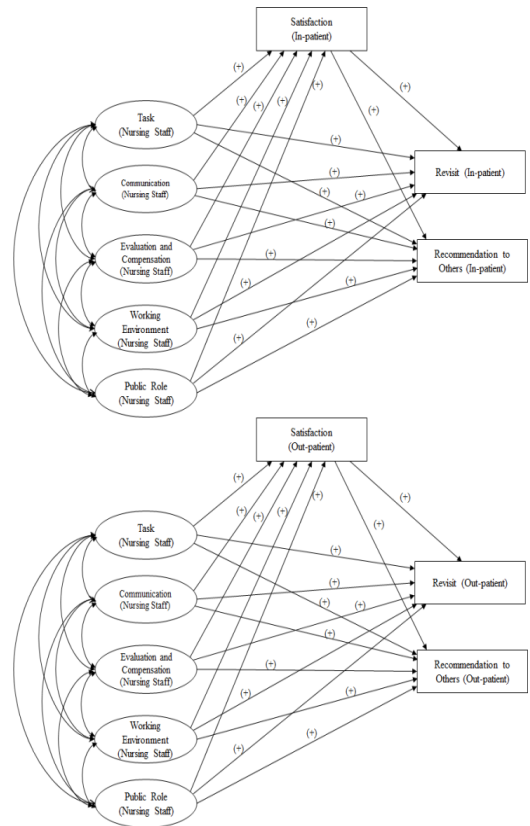 Satisfaction
(In-patient)
(+)
(+)
(+)
(+)
(+)
(+)
Task
(Nursing Staff)
(+)
Revisit (In-patient)
Communication
(Nursing Staff)
(+)
(+)
(+)
Evaluation and
Compensation
(Nursing Staff)
(+)
Recommendation to
Others (In-patient)
(+)
(+)
Working
Environment
(Nursing Staff)
(+)
(+)
Public Role
(Nursing Staff)
Satisfaction
(Out-patient)
(+)
(+)
(+)
(+)
(+)
(+)
Task
(Nursing Staff)
(+)
Revisit (Out-patient)
Communication
(Nursing Staff)
(+)
(+)
(+)
Evaluation and
Compensation
(Nursing Staff)
(+)
Recommendation to
Others (Out-patient)
(+)
(+)
Working
Environment
(Nursing Staff)
(+)
(+)
Public Role
(Nursing Staff)